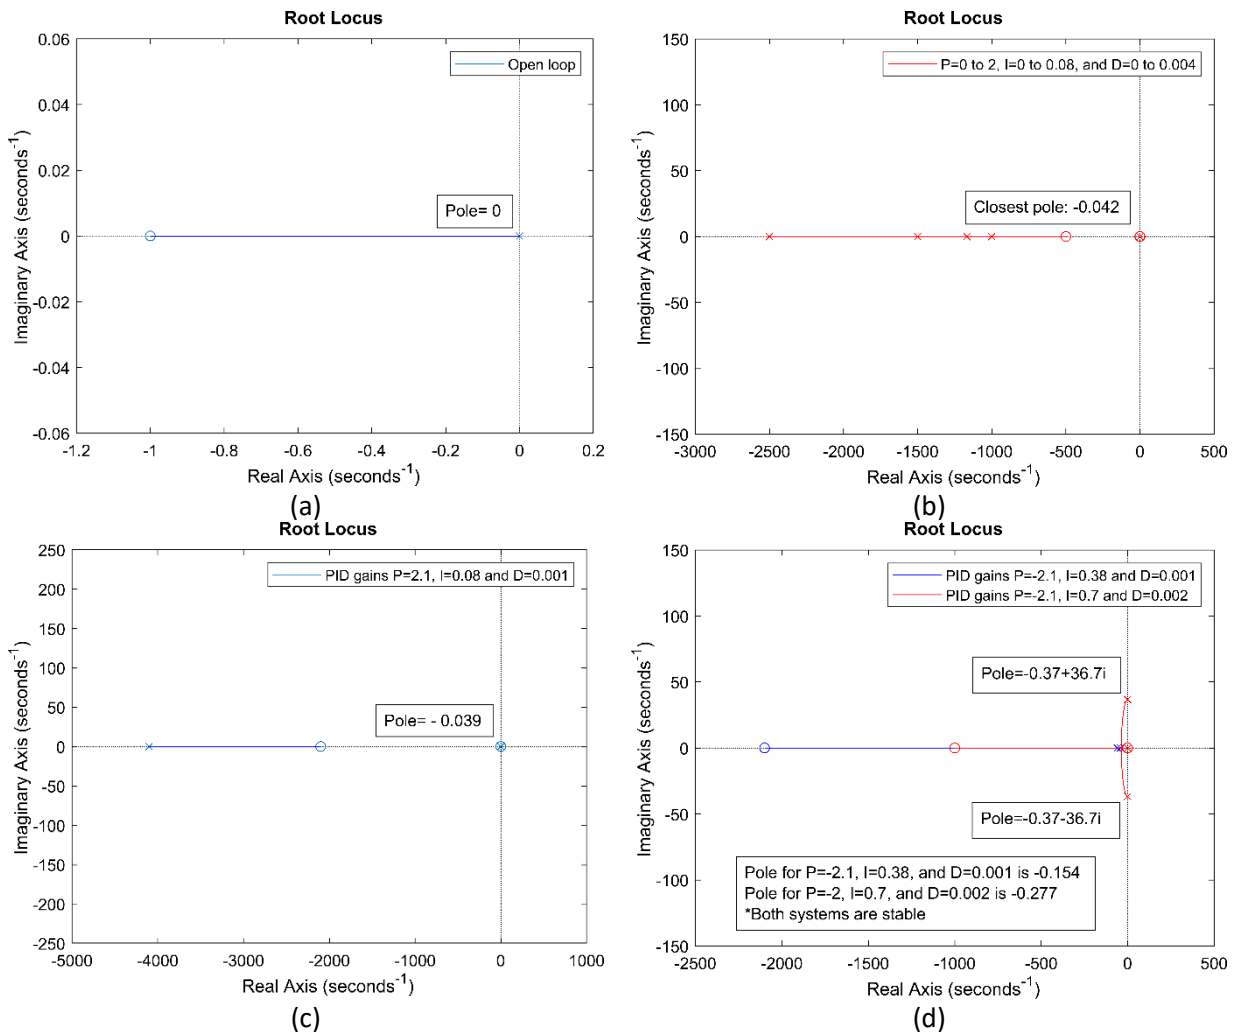 Root Locus
Open loop
Pole= 0
0.06
0.04
0.02
0
-0.02
-0.04
-0.06
Imaginary Axis (seconds-1)
-1.2 -1 -0.8 -0.6 -0.4 -0.2 0 0.2
Real Axis (seconds-1)
(a)
Root Locus
P=0 to 2, I=0 to 0.08, and D=0 to 0.004
Closest pole: -0.042
150
100
50
0
-50
-100
-150
Imaginary Axis (seconds-1)
-3000 -2500 -2000 -1500 -1000 -500 0 500
Real Axis (seconds-1)
(b)
Root Locus
PID gains P=2.1, I=0.08 and D=0.001
Pole= - 0.039
250
200
150
100
50
0
-50
-100
-150
-200
-250
Imaginary Axis (seconds-1)
-5000 -4000 -3000 -2000 -1000 0 1000
Real Axis (seconds-1)
(c)
Root Locus
PID gains P=-2.1, I=0.38 and D=0.001
PID gains P=-2.1, I=0.7 and D=0.002
Pole=-0.37+36.7i
Pole=-0.37-36.7i
Pole for P=-2.1, I=0.38, and D=0.001 is -0.154
Pole for P=-2, I=0.7, and D=0.002 is -0.277
*Both systems are stable
150
100
50
0
-50
-100
-150
Imaginary Axis (seconds-1)
-2500 -2000 -1500 -1000 -500 0 500
Real Axis (seconds-1)
(d)